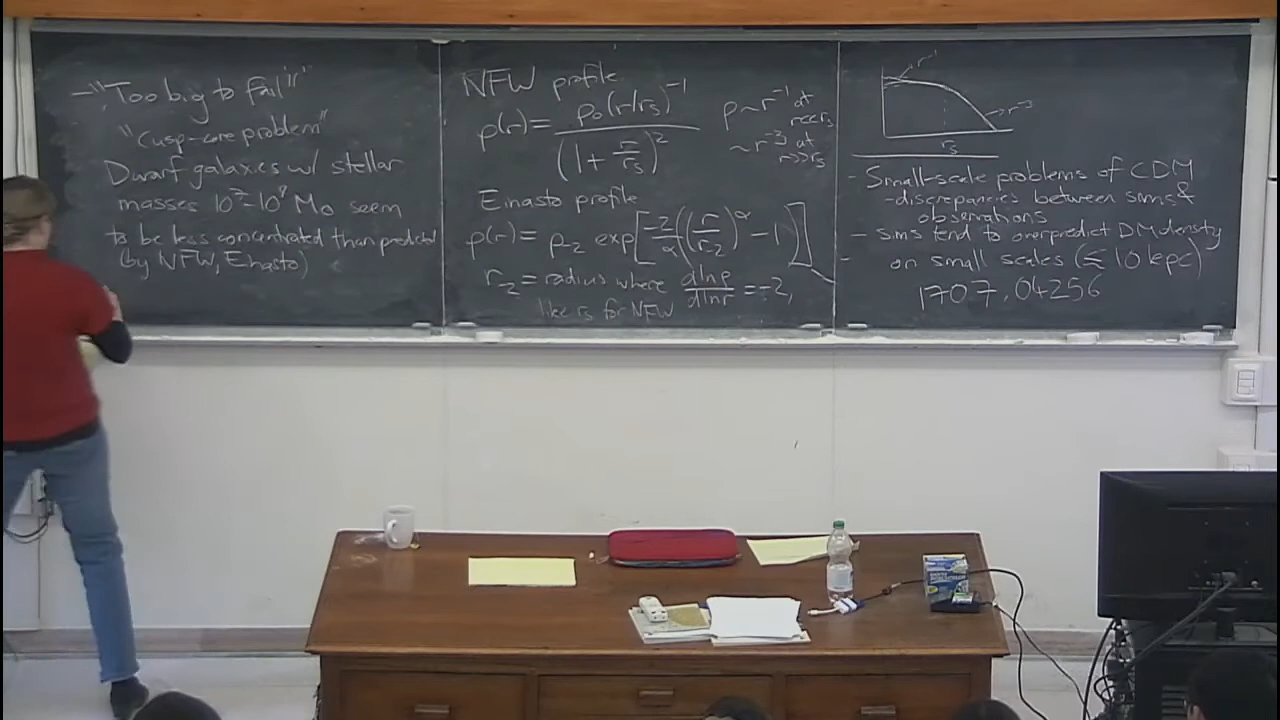 - "Too big to fail"
"Cusp-core problem"
Dwarf galaxies w/ stellar
masses 10⁷-10⁸ M⊙ seem
to be less concentrated than predicted
(by NFW, Einasto)
NFW profile
ρ(r) = ρ₀(r/rₛ)⁻¹ / (1 + r/rₛ)²
ρ ~ r⁻¹ at r<<rₛ
~ r⁻³ at r>>rₛ
Einasto profile
ρ(r) = ρ₋₂ exp[-2/α((r/r₋₂)^α - 1)]
r₋₂ = radius where dlnρ/dlnr = -2,
like rₛ for NFW
r⁻¹
r⁻³
rₛ
- Small-scale problems of CDM
- discrepancies between sims &
observations
- sims tend to overpredict DM density
on small scales (≲ 10 kpc)
1707.04256